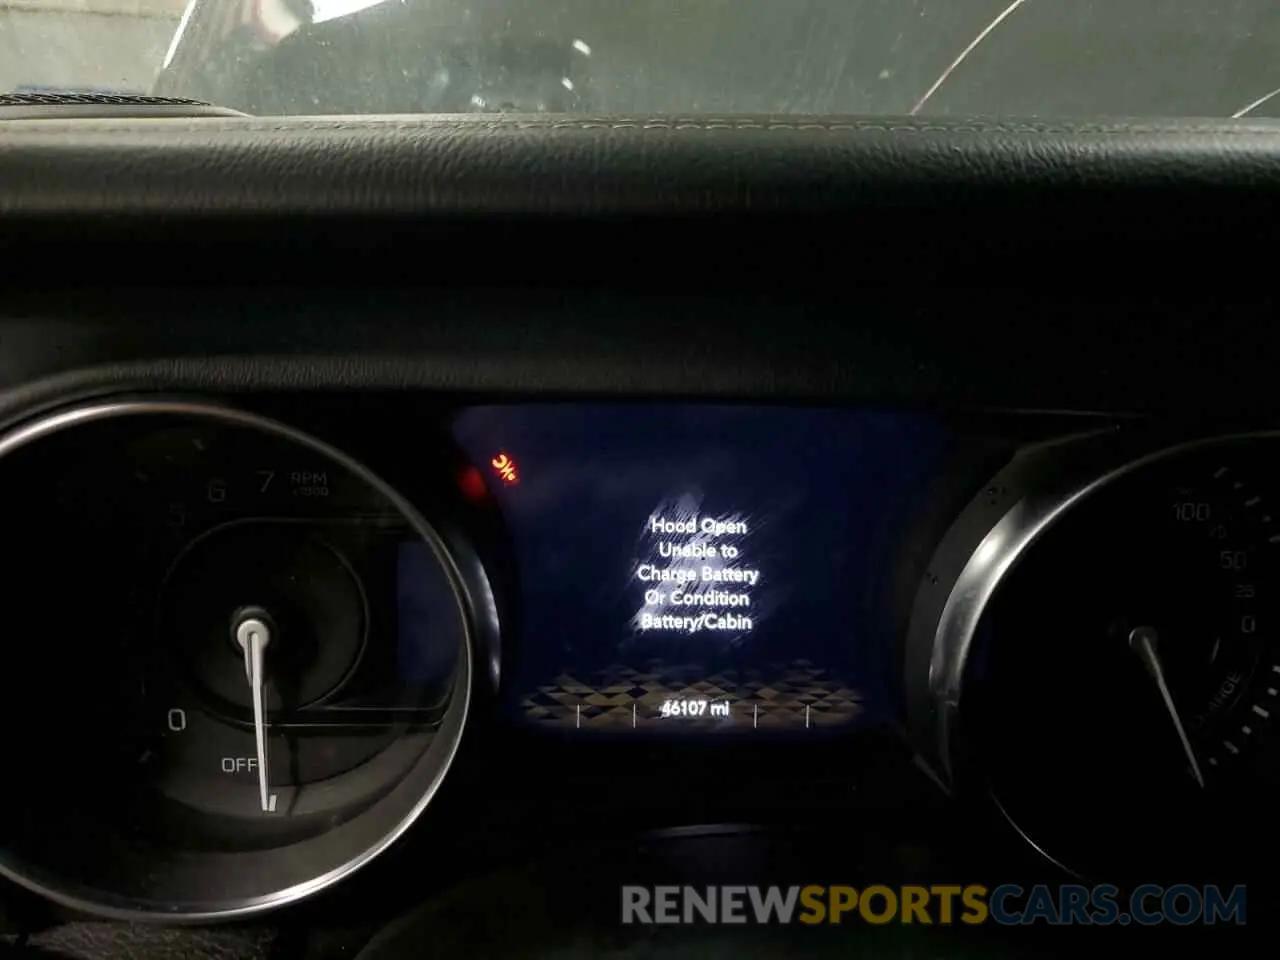 7 RPM
6 x1000
5
Hood Open
Unable to
Charge Battery
Or Condition
Battery/Cabin
100
50
25
0
0
46107 mi
OFF
RENEWSPORTSCARS.COM